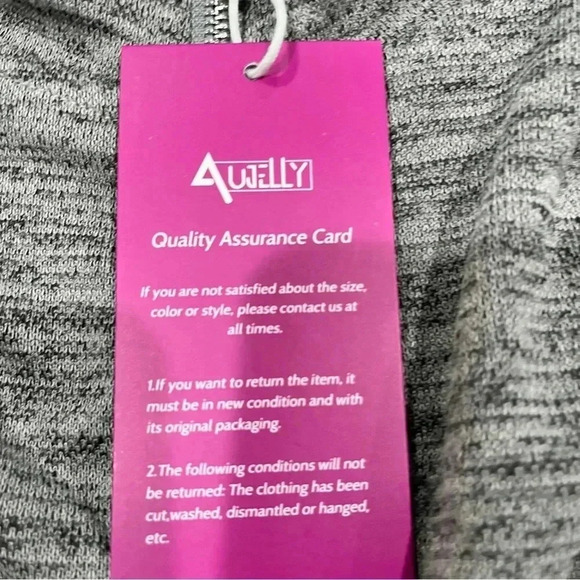 AUJELLY
Quality Assurance Card
If you are not satisfied about the size,
color or style, please contact us at
all times.
1.If you want to return the item, it
must be in new condition and with
its original packaging.
2.The following conditions will not
be returned: The clothing has been
cut,washed, dismantled or hanged,
etc.